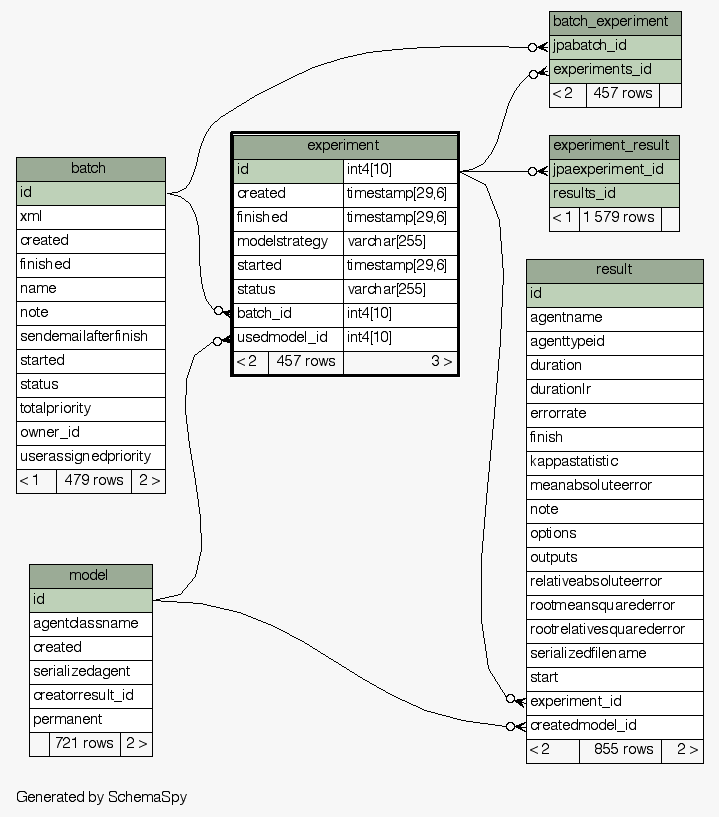 batch_experiment
jpabatch_id
experiments_id
< 2 457 rows
experiment
id int4[10]
created timestamp[29,6]
finished timestamp[29,6]
modelstrategy varchar[255]
started timestamp[29,6]
status varchar[255]
batch_id int4[10]
usedmodel_id int4[10]
< 2 457 rows 3 >
experiment_result
jpaexperiment_id
results_id
< 1 1 579 rows
batch
id
xml
created
finished
name
note
sendemailafterfinish
started
status
totalpriority
owner_id
userassignedpriority
< 1 479 rows 2 >
result
id
agentname
agenttypeid
duration
durationlr
errorrate
finish
kappastatistic
meanabsoluteerror
note
options
outputs
relativeabsoluteerror
rootmeansquarederror
rootrelativesquarederror
serializedfilename
start
experiment_id
createdmodel_id
< 2 855 rows 2 >
model
id
agentclassname
created
serializedagent
creatorresult_id
permanent
721 rows 2 >
Generated by SchemaSpy